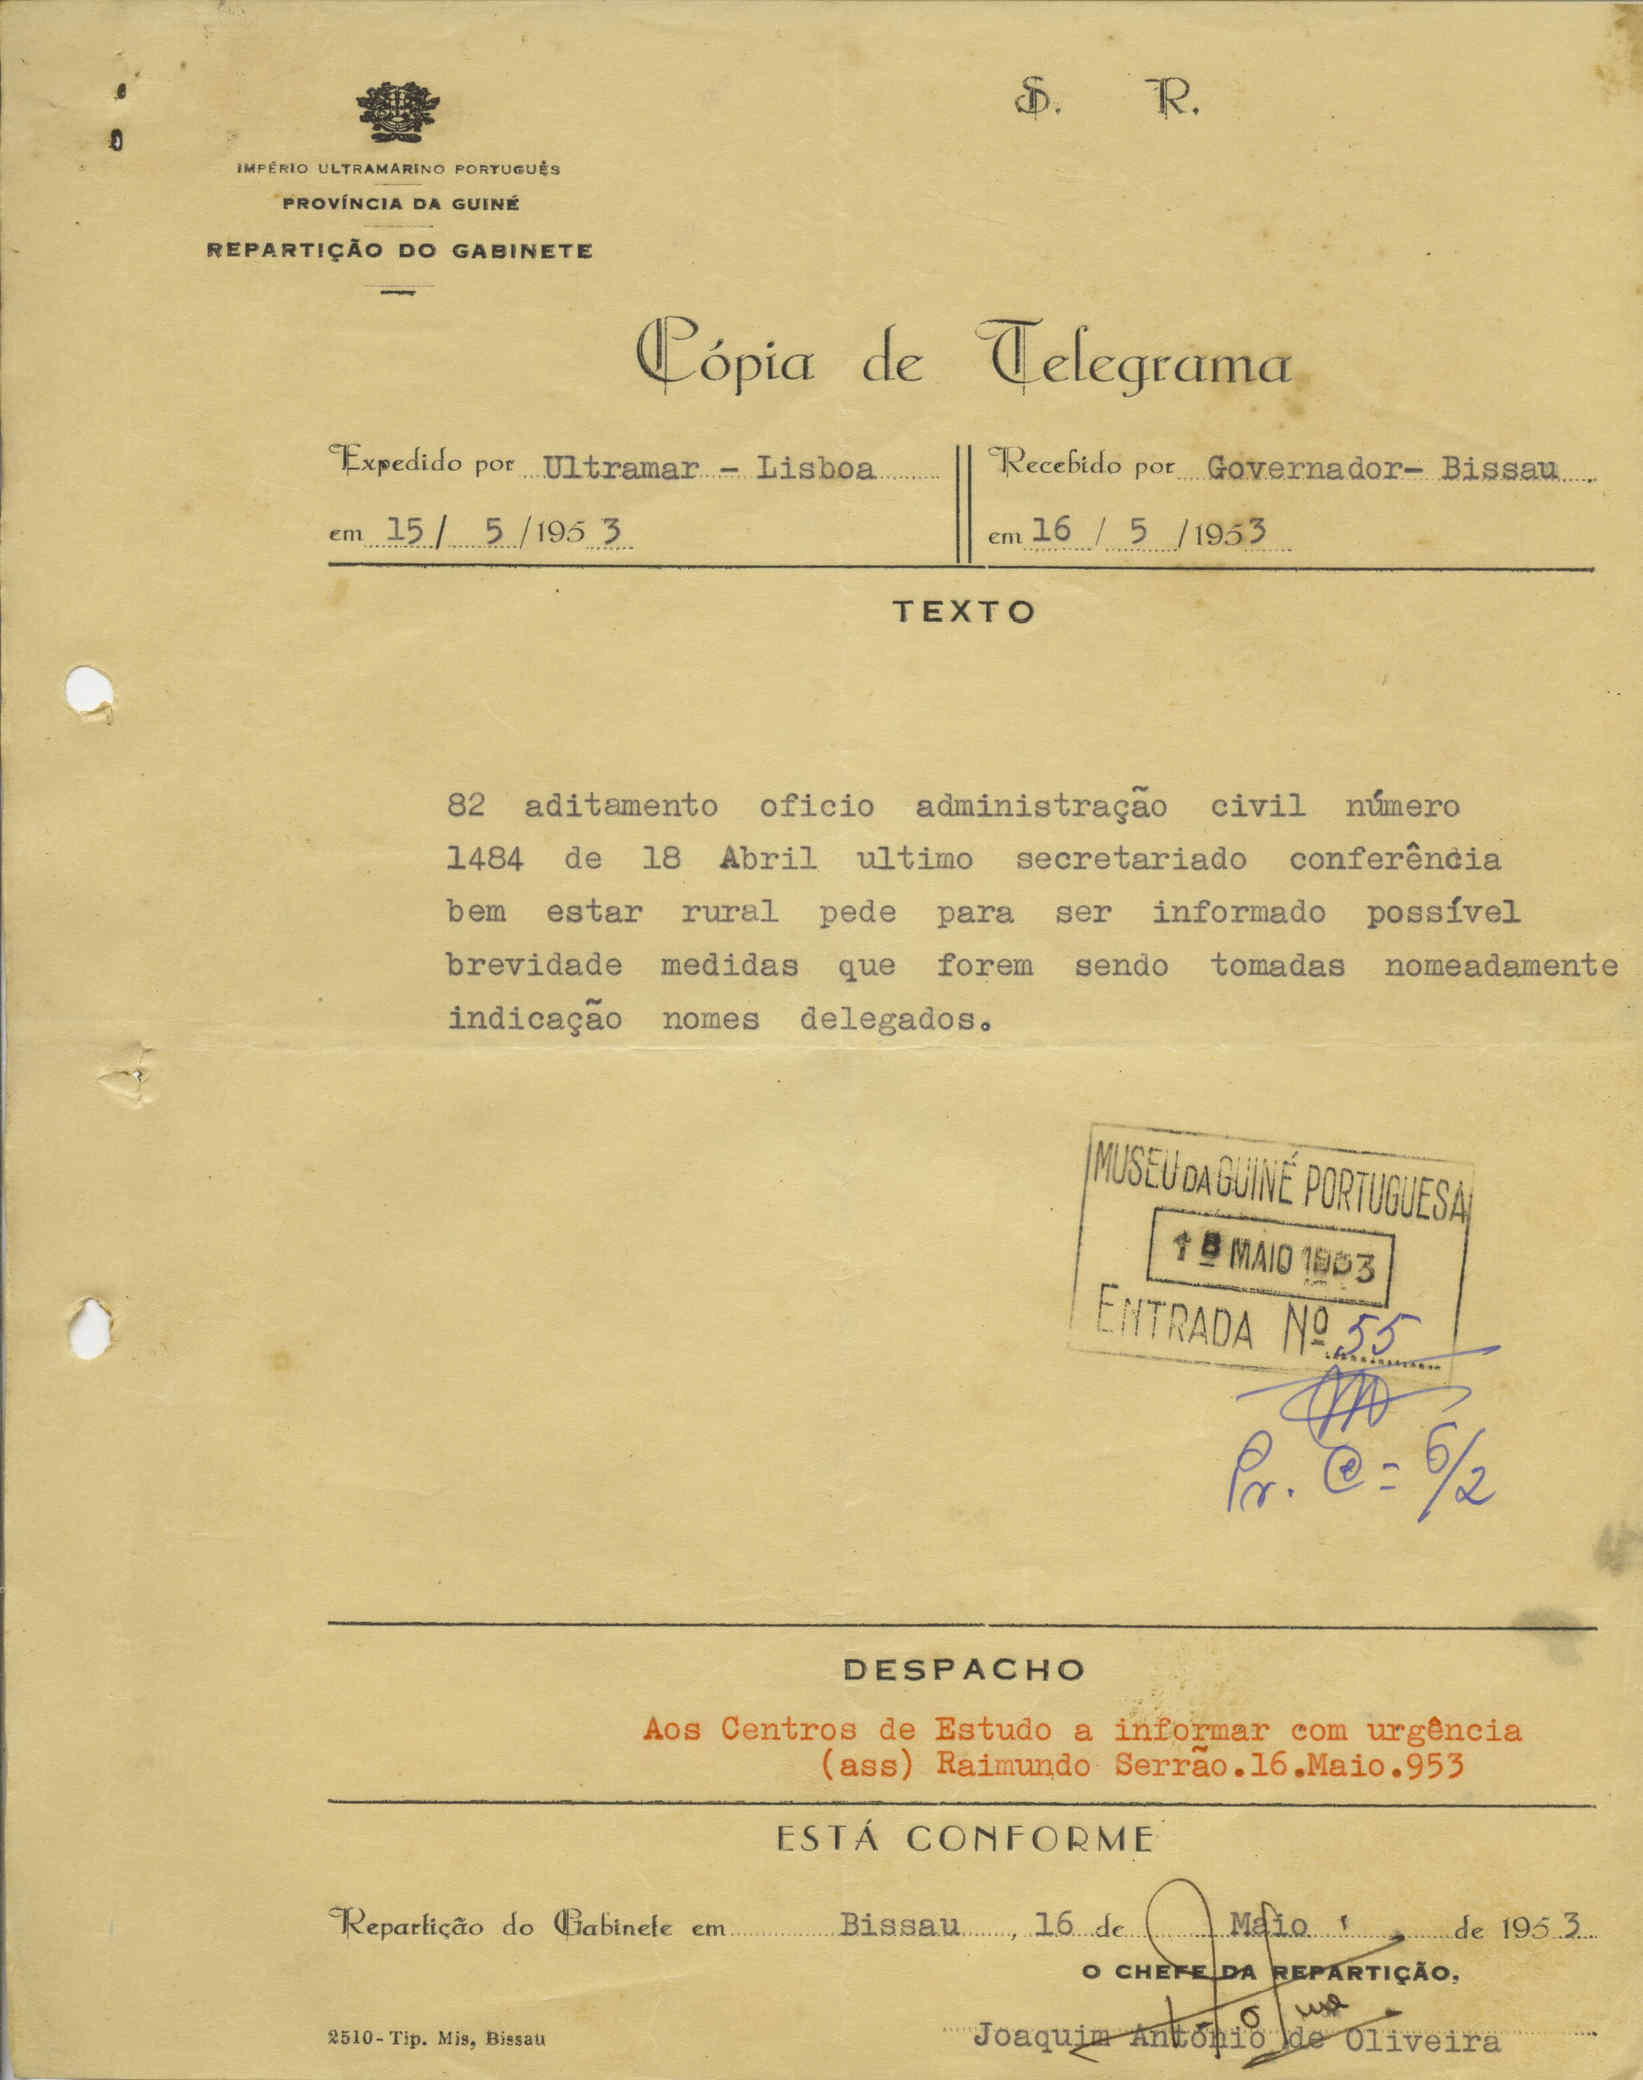 S. R.
IMPÉRIO ULTRAMARINO PORTUGUÊS
PROVÍNCIA DA GUINÉ
REPARTIÇÃO DO GABINETE
Cópia de Telegrama
Expedido por Ultramar - Lisboa
em 15/ 5 /1953
Recebido por Governador- Bissau
em 16 / 5 /1953
TEXTO
82 aditamento oficio administração civil número
1484 de 18 Abril ultimo secretariado conferência
bem estar rural pede para ser informado possível
brevidade medidas que forem sendo tomadas nomeadamente
indicação nomes delegados.
MUSEU DA GUINÉ PORTUGUESA
18 MAIO 1953
ENTRADA Nº 55
Pr. C = 6/2
DESPACHO
Aos Centros de Estudo a informar com urgência
(ass) Raimundo Serrão.16.Maio.953
ESTÁ CONFORME
Repartição do Gabinete em Bissau, 16 de Maio de 1953
O CHEFE DA REPARTIÇÃO,
Joaquim António de Oliveira
2510-Tip. Mis, Bissau